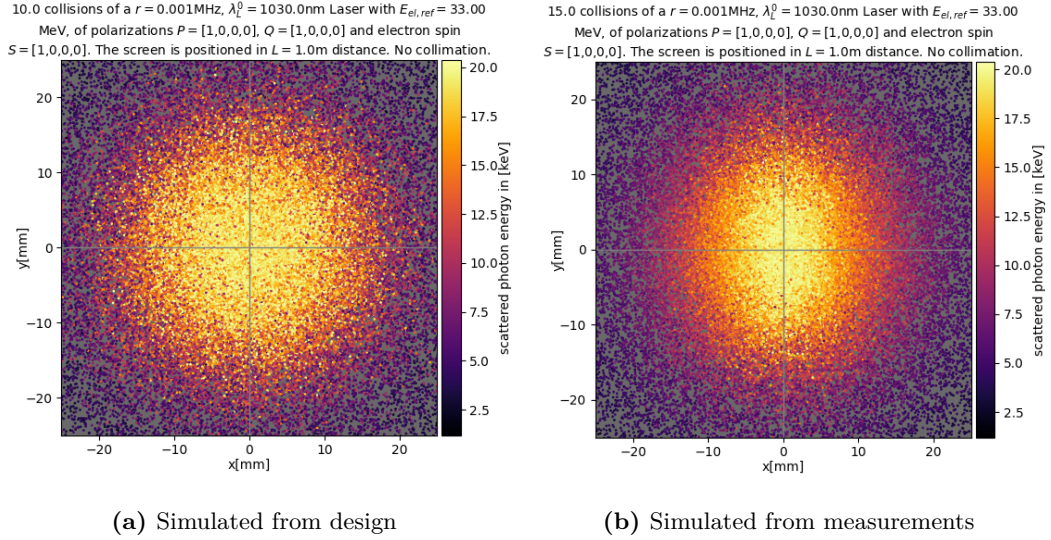 10.0 collisions of a r = 0.001MHz, λ_L^0 = 1030.0nm Laser with E_{el,ref} = 33.00
MeV, of polarizations P = [1,0,0,0], Q = [1,0,0,0] and electron spin
S = [1,0,0,0]. The screen is positioned in L = 1.0m distance. No collimation.
20
10
0
−10
−20
y[mm]
−20 −10 0 10 20
x[mm]
20.0
17.5
15.0
12.5
10.0
7.5
5.0
2.5
scattered photon energy in [keV]
(a) Simulated from design
15.0 collisions of a r = 0.001MHz, λ_L^0 = 1030.0nm Laser with E_{el,ref} = 33.00
MeV, of polarizations P = [1,0,0,0], Q = [1,0,0,0] and electron spin
S = [1,0,0,0]. The screen is positioned in L = 1.0m distance. No collimation.
20
10
0
−10
−20
y[mm]
−20 −10 0 10 20
x[mm]
20.0
17.5
15.0
12.5
10.0
7.5
5.0
2.5
scattered photon energy in [keV]
(b) Simulated from measurements